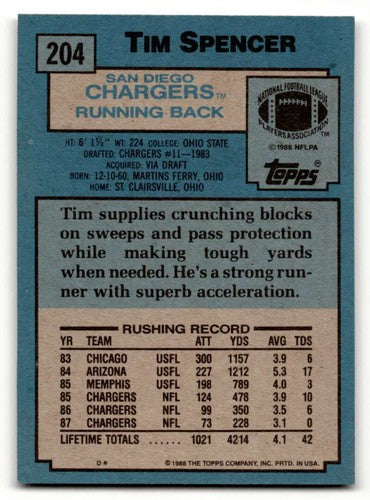 204
TIM SPENCER
SAN DIEGO
CHARGERS™
RUNNING BACK
NATIONAL FOOTBALL LEAGUE
PLAYERS ASSOCIATION
©1988 NFLPA
TOPPS®
HT: 6' 1½" WT: 224 COLLEGE: OHIO STATE
DRAFTED: CHARGERS #11—1983
ACQUIRED: VIA DRAFT
BORN: 12-10-60, MARTINS FERRY, OHIO
HOME: ST. CLAIRSVILLE, OHIO
Tim supplies crunching blocks
on sweeps and pass protection
while making tough yards
when needed. He's a strong run-
ner with superb acceleration.
RUSHING RECORD
YR TEAM ATT YDS AVG TDS
83 CHICAGO USFL 300 1157 3.9 6
84 ARIZONA USFL 227 1212 5.3 17
85 MEMPHIS USFL 198 789 4.0 3
85 CHARGERS NFL 124 478 3.9 10
86 CHARGERS NFL 99 350 3.5 6
87 CHARGERS NFL 73 228 3.1 0
LIFETIME TOTALS ...... 1021 4214 4.1 42
D* © 1988 THE TOPPS COMPANY, INC. PRTD. IN USA.